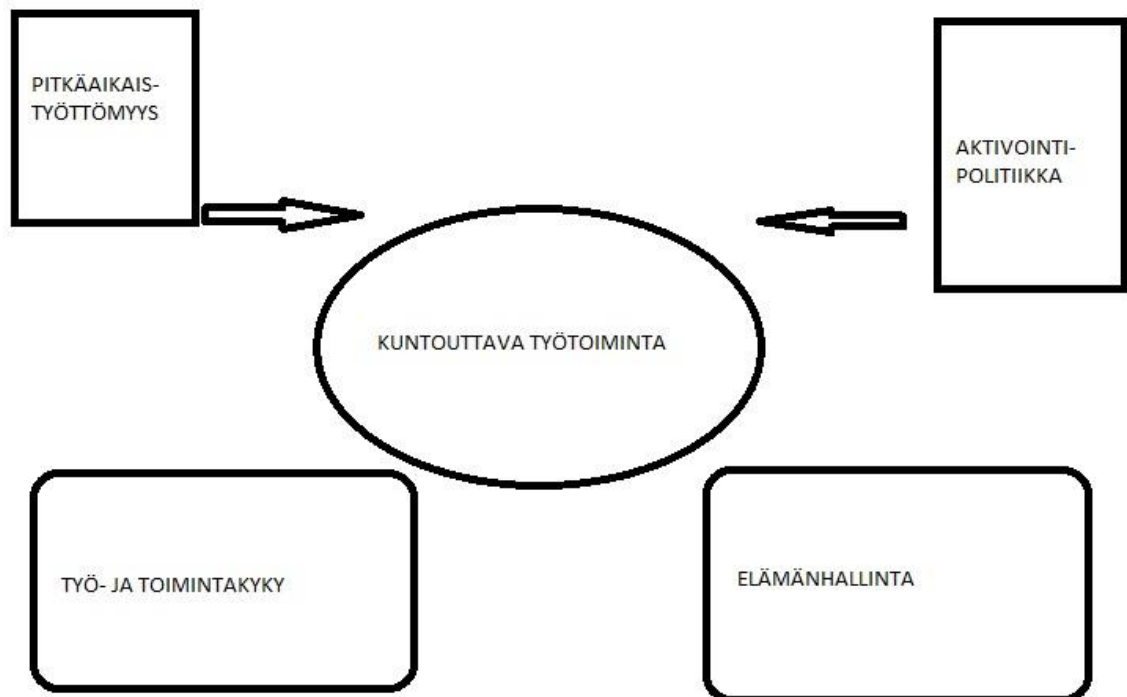 PITKÄAIKAIS-
TYÖTTÖMYYS
AKTIVOINTI-
POLITIIKKA
KUNTOUTTAVA TYÖTOIMINTA
TYÖ- JA TOIMINTAKYKY
ELÄMÄNHALLINTA